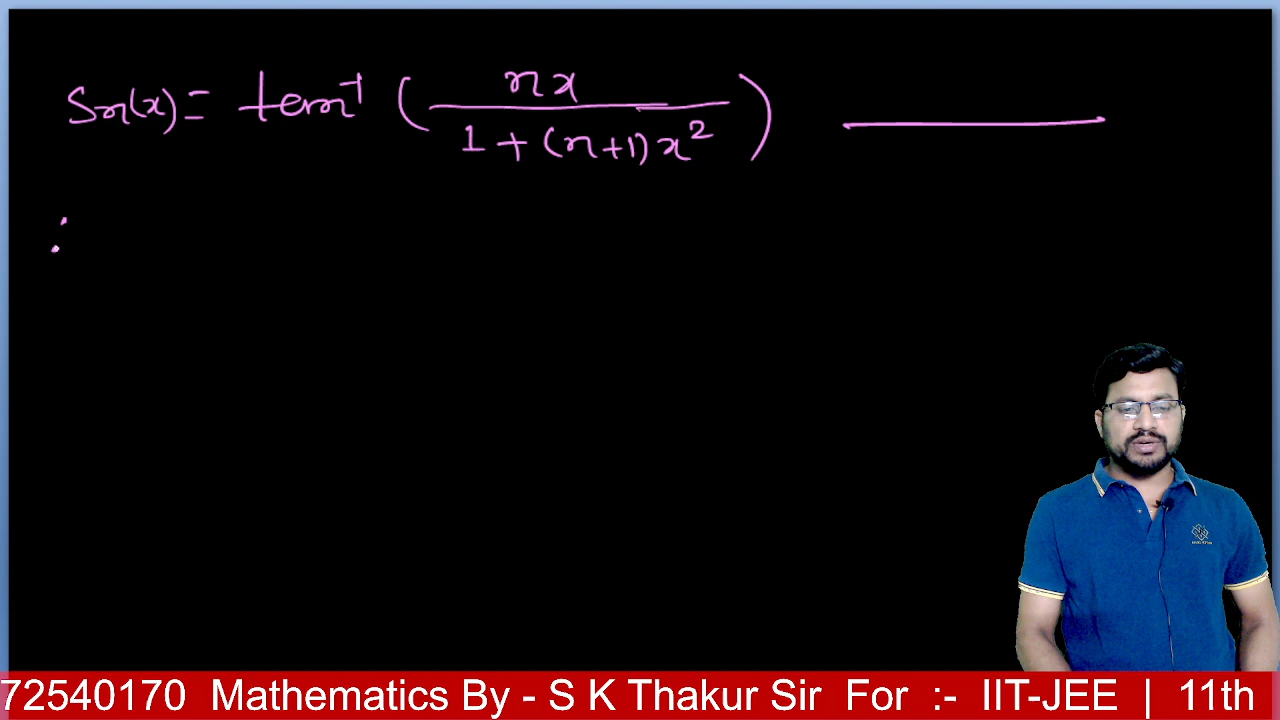 Sn(x) = tan⁻¹ ( nx / 1 + (n+1)x² )
72540170 Mathematics By - S K Thakur Sir For :- IIT-JEE | 11th